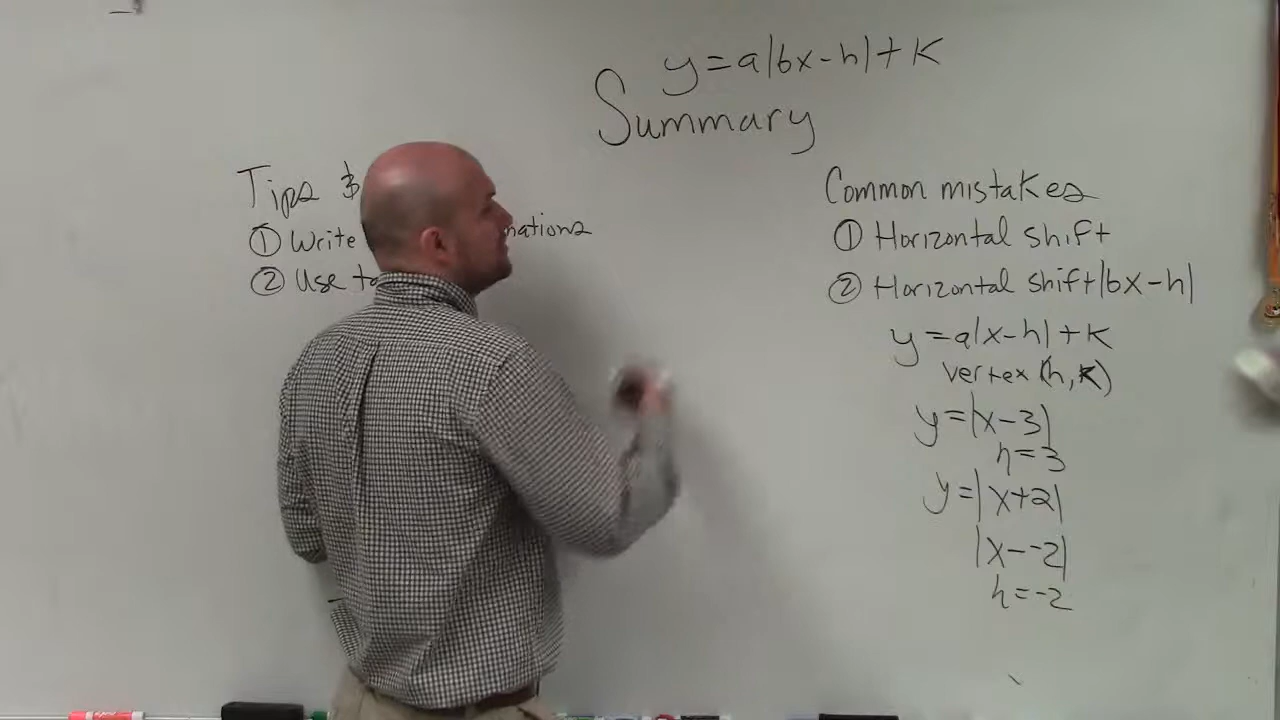 y = a|bx - h| + k
Summary
Tips &
① Write
② Use
Common mistakes
① Horizontal shift
② Horizontal shift |bx - h|
y = a|x - h| + k
vertex (h, k)
y = |x - 3|
h = 3
y = |x + 2|
|x - -2|
h = -2